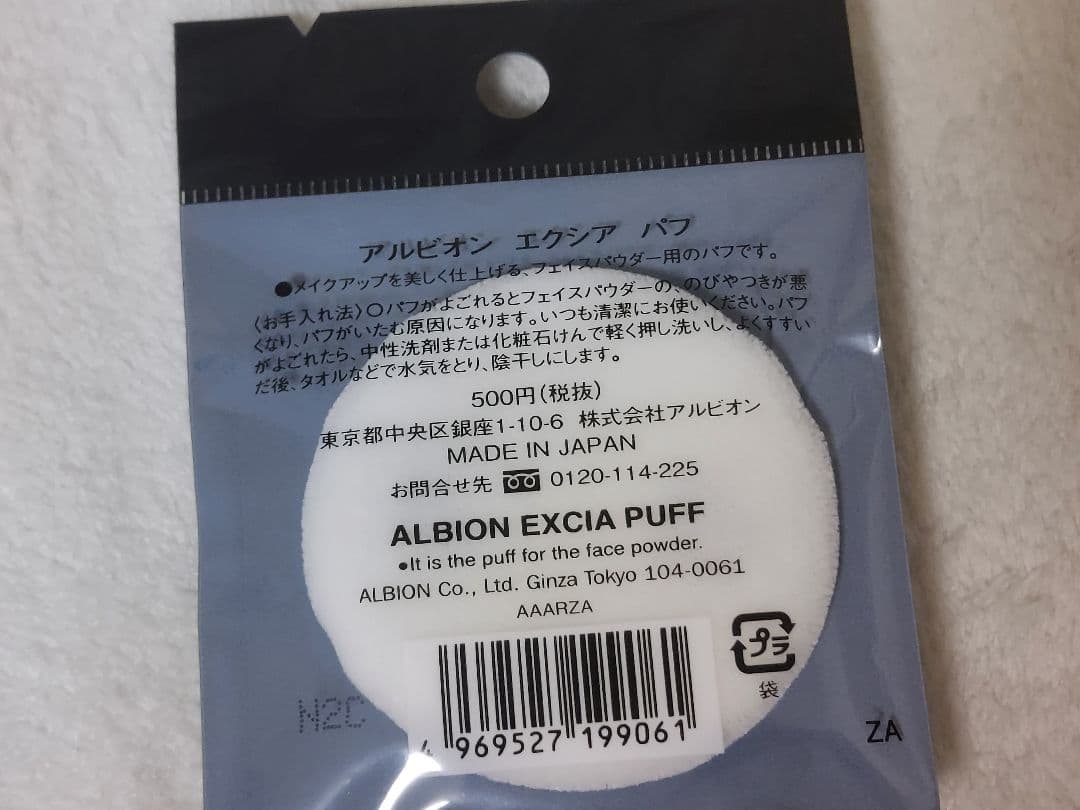 アルビオン エクシア パフ
●メイクアップを美しく仕上げる、フェイスパウダー用のパフです。
〈お手入れ法〉○パフがよごれるとフェイスパウダーの、のびやつきが悪
くなり、パフがいたむ原因になります。いつも清潔にお使いください。パフ
がよごれたら、中性洗剤または化粧石けんで軽く押し洗いし、よくすすい
だ後、タオルなどで水気をとり、陰干しにします。
500円(税抜)
東京都中央区銀座1-10-6 株式会社アルビオン
MADE IN JAPAN
お問合せ先 0120-114-225
ALBION EXCIA PUFF
●It is the puff for the face powder.
ALBION Co., Ltd. Ginza Tokyo 104-0061
AAARZA
プラ
袋
N2C
4 969527 199061
ZA